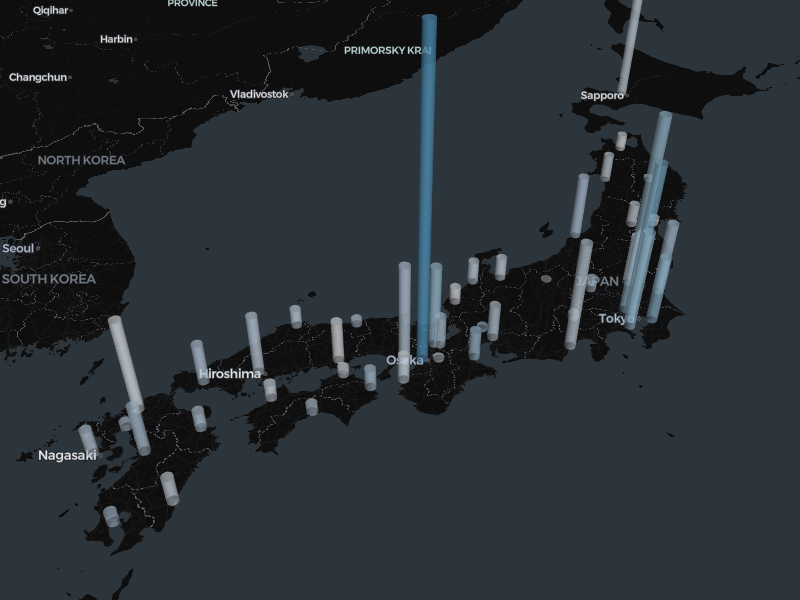 PROVINCE
Qiqihar
Harbin
PRIMORSKY KRAI
Changchun
Vladivostok
Sapporo
NORTH KOREA
g
Seoul
SOUTH KOREA
JAPAN
Tokyo
Osaka
Hiroshima
Nagasaki